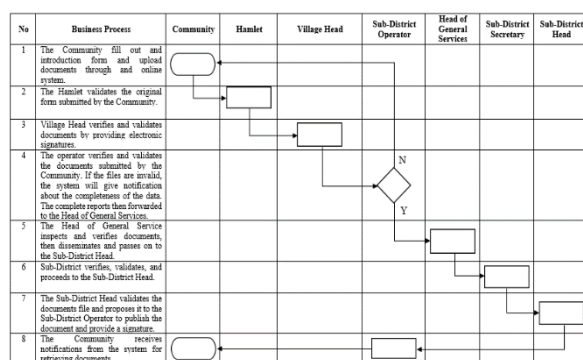 No Business Process Community Hamlet Village Head Sub-District Operator Head of General Services Sub-District Secretary Sub-District Head
1 The Community fill out and
introduction form and upload
documents through and online
system.
2 The Hamlet validates the original
form submitted by the Community.
3 Village Head verifies and validates
documents by providing electronic
signatures.
4 The operator verifies and validates
the documents submitted by the
Community. If the files are invalid,
the system will give notification
about the completeness of the data.
The complete reports then forwarded
to the Head of General Services.
N
Y
5 The Head of General Service
inspects and verifies documents,
then disseminates and passes on to
the Sub-District Head.
6 Sub-District verifies, validates, and
proceeds to the Sub-District Head.
7 The Sub-District Head validates the
documents file and proposes it to the
Sub-District Operator to publish the
document and provide a signature.
8 The Community receives
notifications from the system for
retrieving documents.